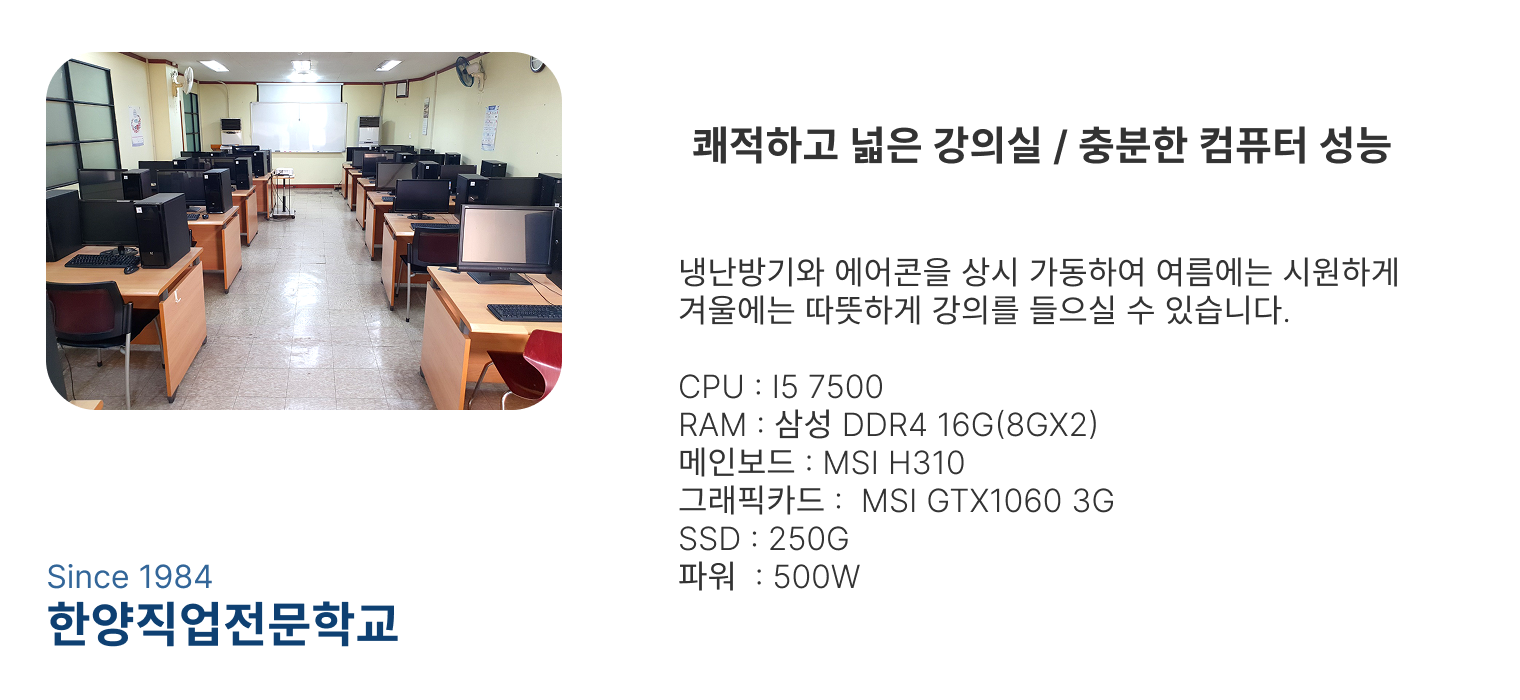 쾌적하고 넓은 강의실 / 충분한 컴퓨터 성능
냉난방기와 에어콘을 상시 가동하여 여름에는 시원하게
겨울에는 따뜻하게 강의를 들으실 수 있습니다.
CPU : I5 7500
RAM : 삼성 DDR4 16G(8GX2)
메인보드 : MSI H310
그래픽카드 :  MSI GTX1060 3G
SSD : 250G
파워  : 500W
Since 1984
한양직업전문학교